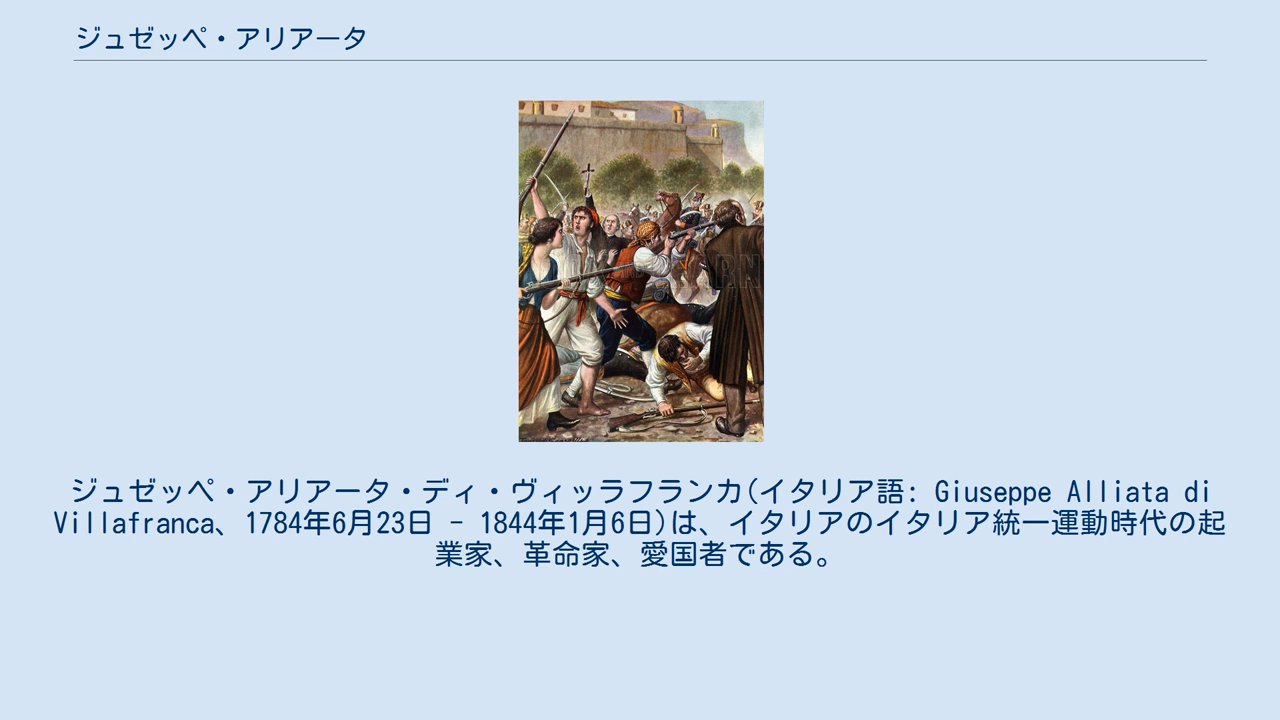 ジュゼッペ・アリアータ
ジュゼッペ・アリアータ・ディ・ヴィッラフランカ(イタリア語: Giuseppe Alliata di
Villafranca、1784年6月23日 - 1844年1月6日)は、イタリアのイタリア統一運動時代の起
業家、革命家、愛国者である。